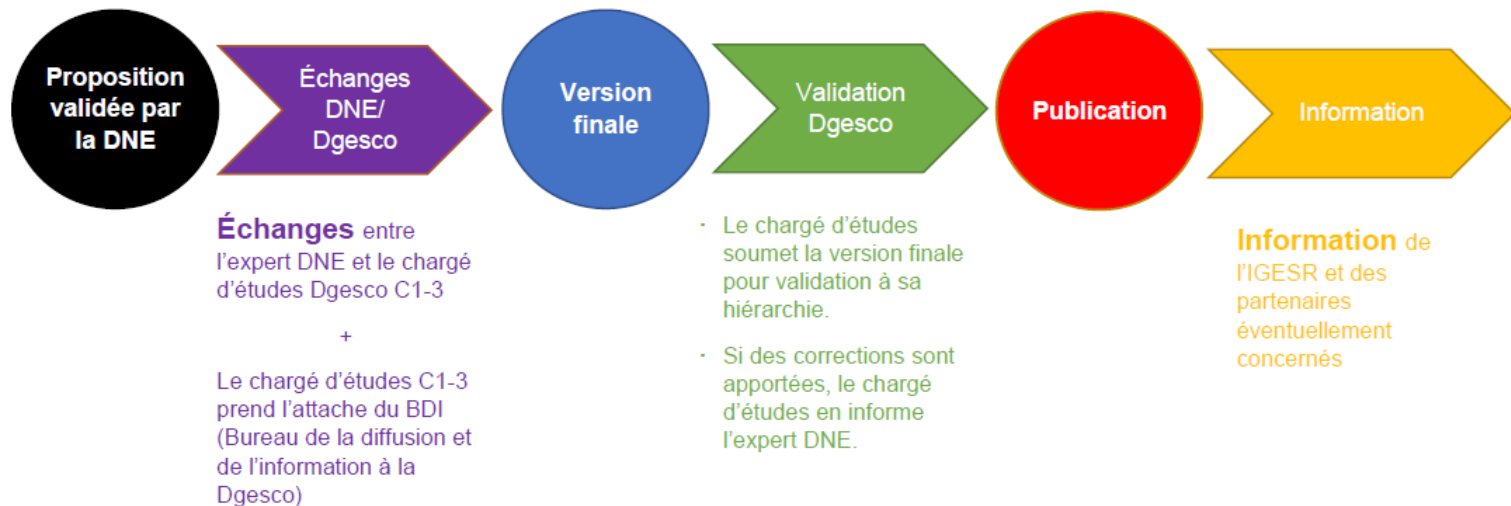 Proposition
validée par
la DNE
Échanges
DNE/
Dgesco
Version
finale
Validation
Dgesco
Publication
Information
Échanges entre
l'expert DNE et le chargé
d'études Dgesco C1-3
+
Le chargé d'études C1-3
prend l'attache du BDI
(Bureau de la diffusion et
de l'information à la
Dgesco)
· Le chargé d'études
soumet la version finale
pour validation à sa
hiérarchie.
· Si des corrections sont
apportées, le chargé
d'études en informe
l'expert DNE.
Information de
l'IGESR et des
partenaires
éventuellement
concernés